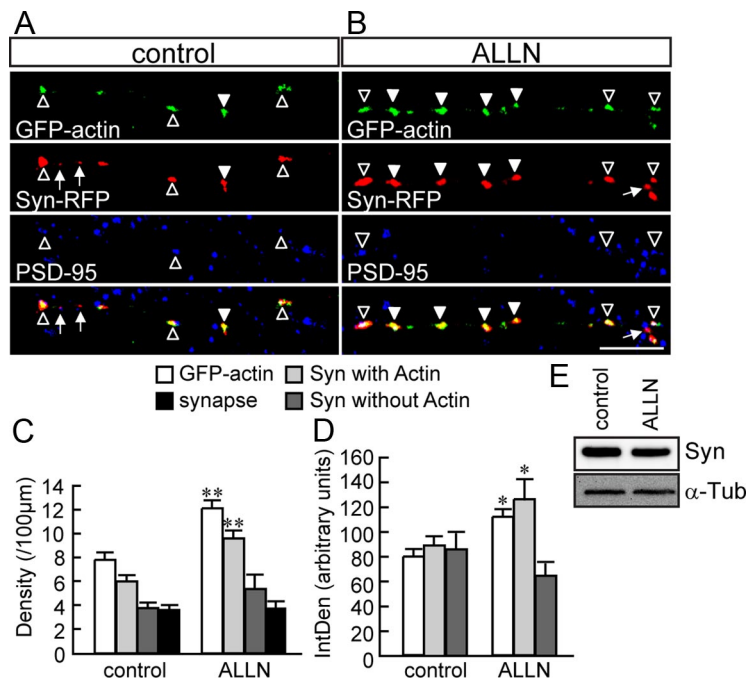 A
B
control
ALLN
GFP-actin
GFP-actin
Syn-RFP
Syn-RFP
PSD-95
PSD-95
GFP-actin
Syn with Actin
synapse
Syn without Actin
E
control
ALLN
Syn
α-Tub
C
Density (/100μm)
14
12
10
8
6
4
2
0
**
**
control
ALLN
D
IntDen (arbitrary units)
160
140
120
100
80
60
40
20
0
*
*
control
ALLN